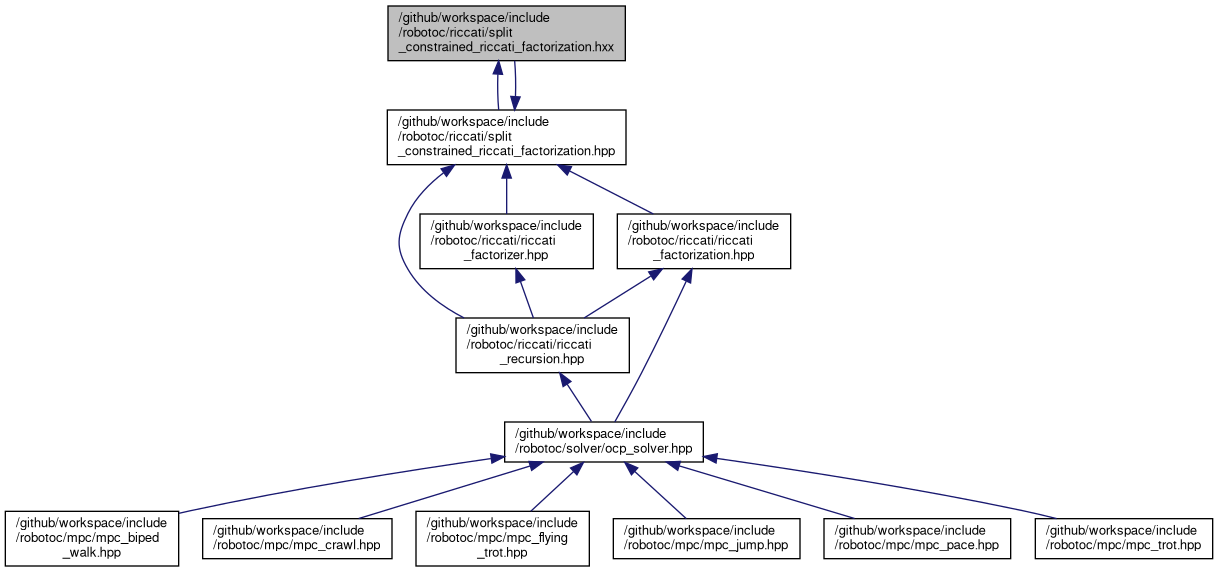 /github/workspace/include
/robotoc/riccati/split
_constrained_riccati_factorization.hxx
/github/workspace/include
/robotoc/riccati/split
_constrained_riccati_factorization.hpp
/github/workspace/include
/robotoc/riccati/riccati
_factorizer.hpp
/github/workspace/include
/robotoc/riccati/riccati
_factorization.hpp
/github/workspace/include
/robotoc/riccati/riccati
_recursion.hpp
/github/workspace/include
/robotoc/solver/ocp_solver.hpp
/github/workspace/include
/robotoc/mpc/mpc_biped
_walk.hpp
/github/workspace/include
/robotoc/mpc/mpc_crawl.hpp
/github/workspace/include
/robotoc/mpc/mpc_flying
_trot.hpp
/github/workspace/include
/robotoc/mpc/mpc_jump.hpp
/github/workspace/include
/robotoc/mpc/mpc_pace.hpp
/github/workspace/include
/robotoc/mpc/mpc_trot.hpp